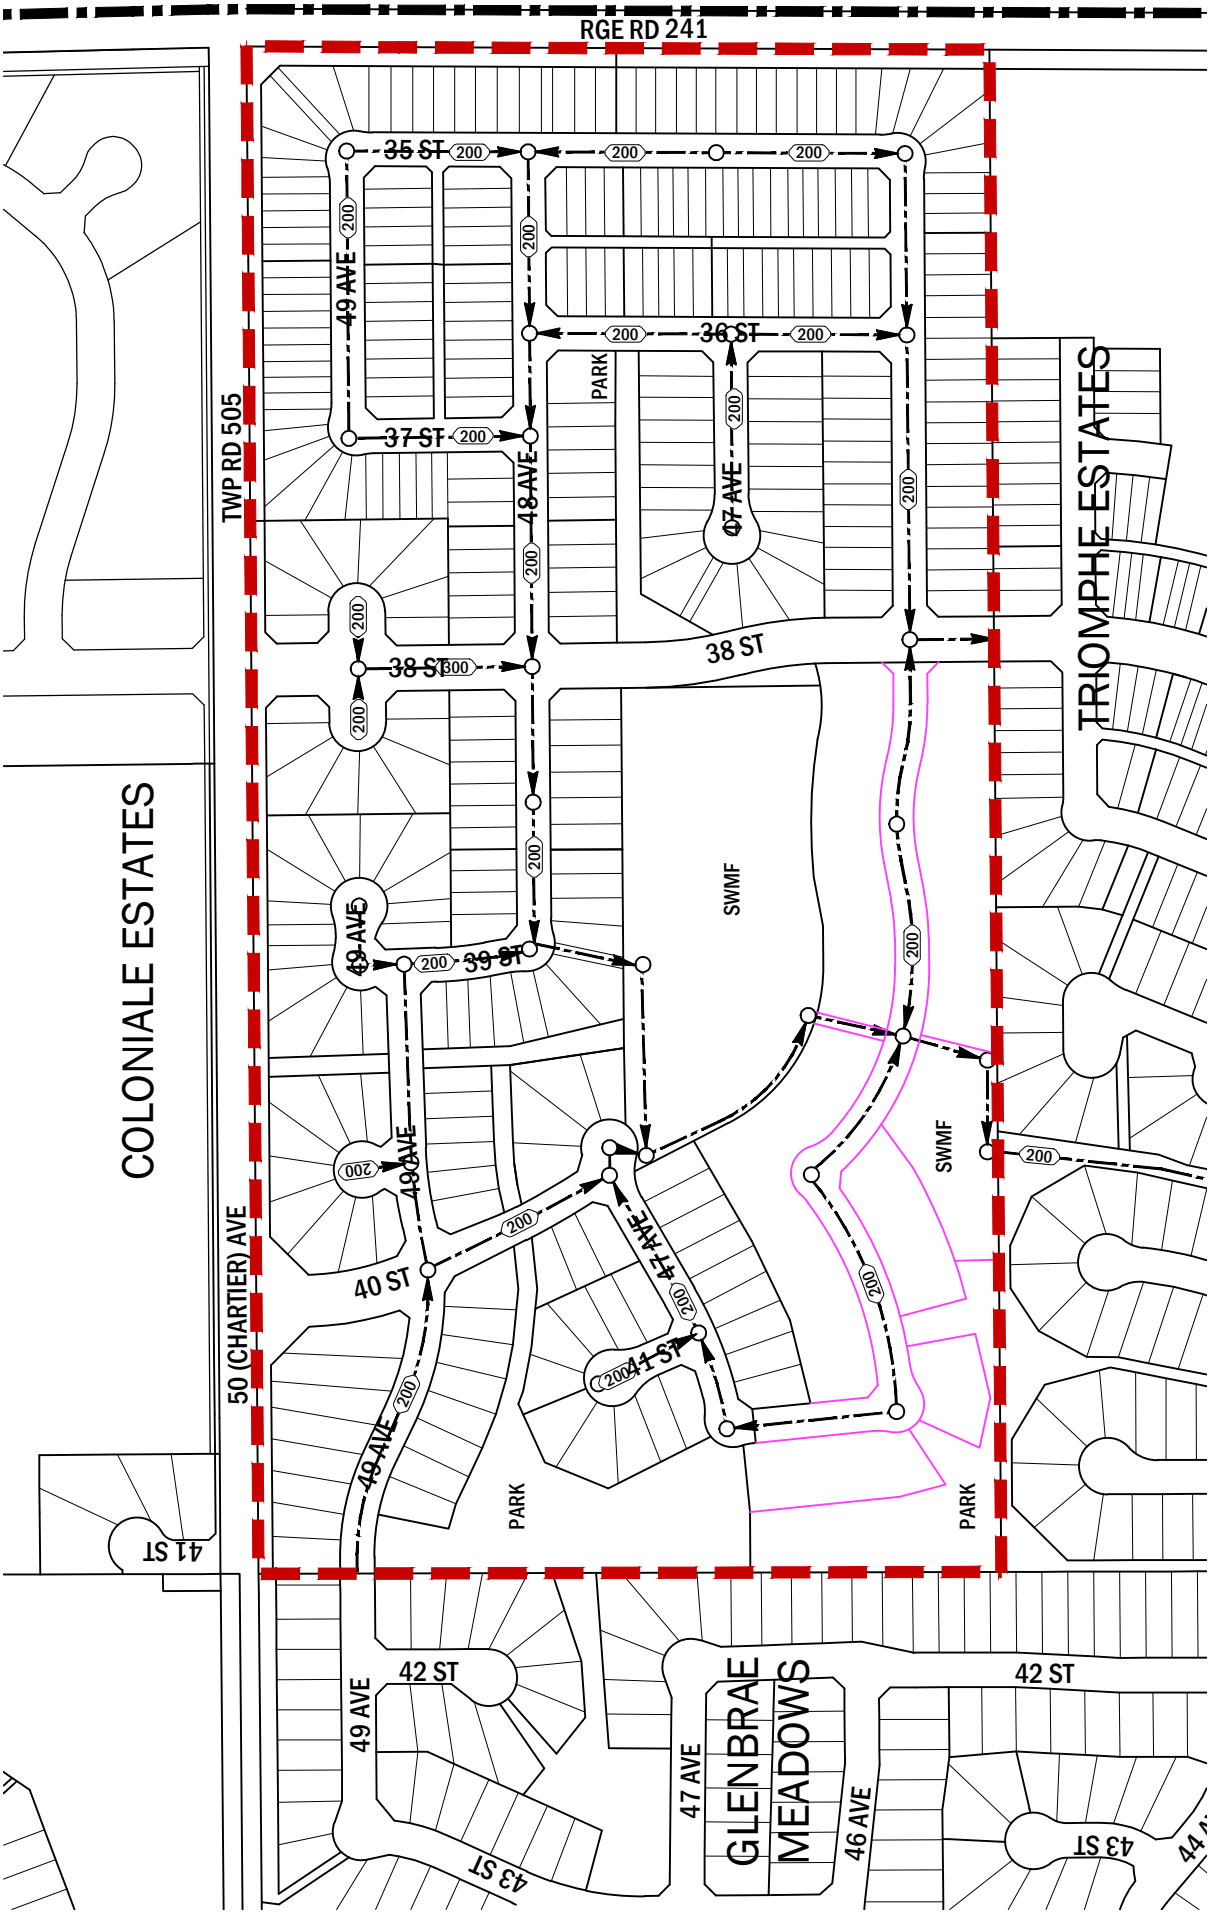 RGE RD 241
35 ST
200
200
200
200
200
49 AVE
200
36 ST
200
PARK
TRIOMPHE ESTATES
TWP RD 505
200
37 ST
200
48 AVE
47 AVE
200
200
200
38 ST
38 ST
300
200
COLONIALE ESTATES
200
SWMF
49 AVE
200
39 ST
200
SWMF
200
49 AVE
200
200
47 AVE
50 (CHARTIER) AVE
40 ST
200
200
41 ST
200
200
49 AVE
PARK
PARK
41 ST
42 ST
42 ST
49 AVE
GLENBRAE
MEADOWS
47 AVE
46 AVE
43 ST
43 ST